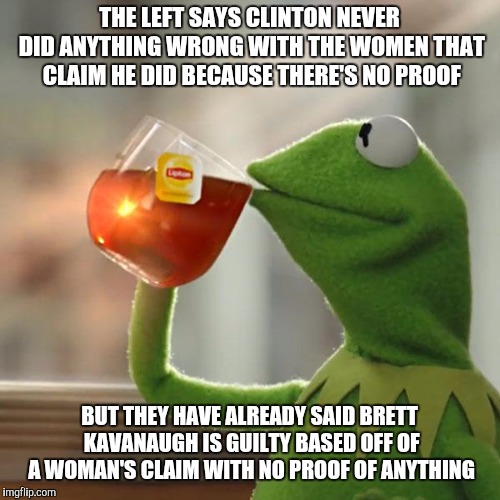 THE LEFT SAYS CLINTON NEVER
DID ANYTHING WRONG WITH THE WOMEN THAT
CLAIM HE DID BECAUSE THERE'S NO PROOF
Lipton
BUT THEY HAVE ALREADY SAID BRETT
KAVANAUGH IS GUILTY BASED OFF OF
A WOMAN'S CLAIM WITH NO PROOF OF ANYTHING
imgflip.com